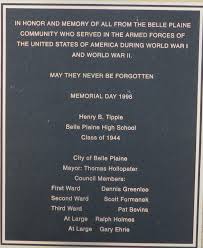 IN HONOR AND MEMORY OF ALL FROM THE BELLE PLAINE
COMMUNITY WHO SERVED IN THE ARMED FORCES OF
THE UNITED STATES OF AMERICA DURING WORLD WAR I
AND WORLD WAR II.
MAY THEY NEVER BE FORGOTTEN
MEMORIAL DAY 1998
Henry B. Tippie
Belle Plaine High School
Class of 1944
City of Belle Plaine
Mayor: Thomas Hollopeter
Council Members:
First Ward Dennis Greenlee
Second Ward Scott Formanek
Third Ward Pat Bevins
At Large Ralph Holmes
At Large Gary Ehrie